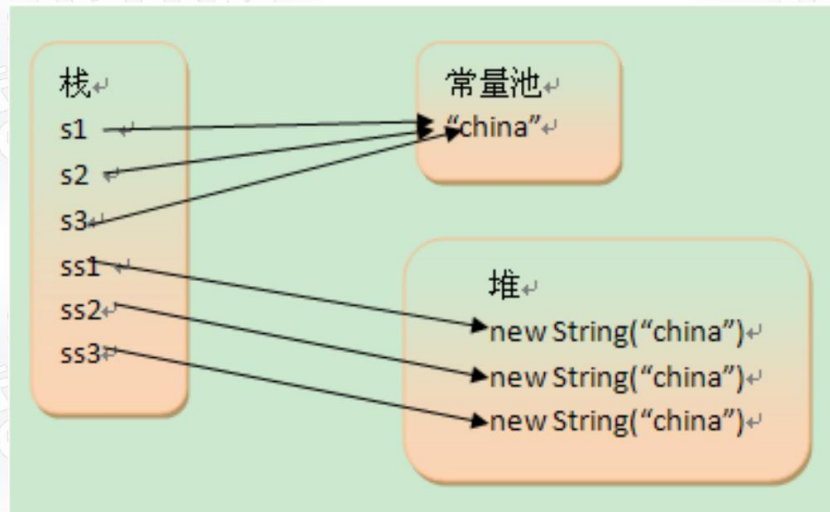 栈
s1
s2
s3
ss1
ss2
ss3
常量池
“china”
堆
new String(“china”)
new String(“china”)
new String(“china”)